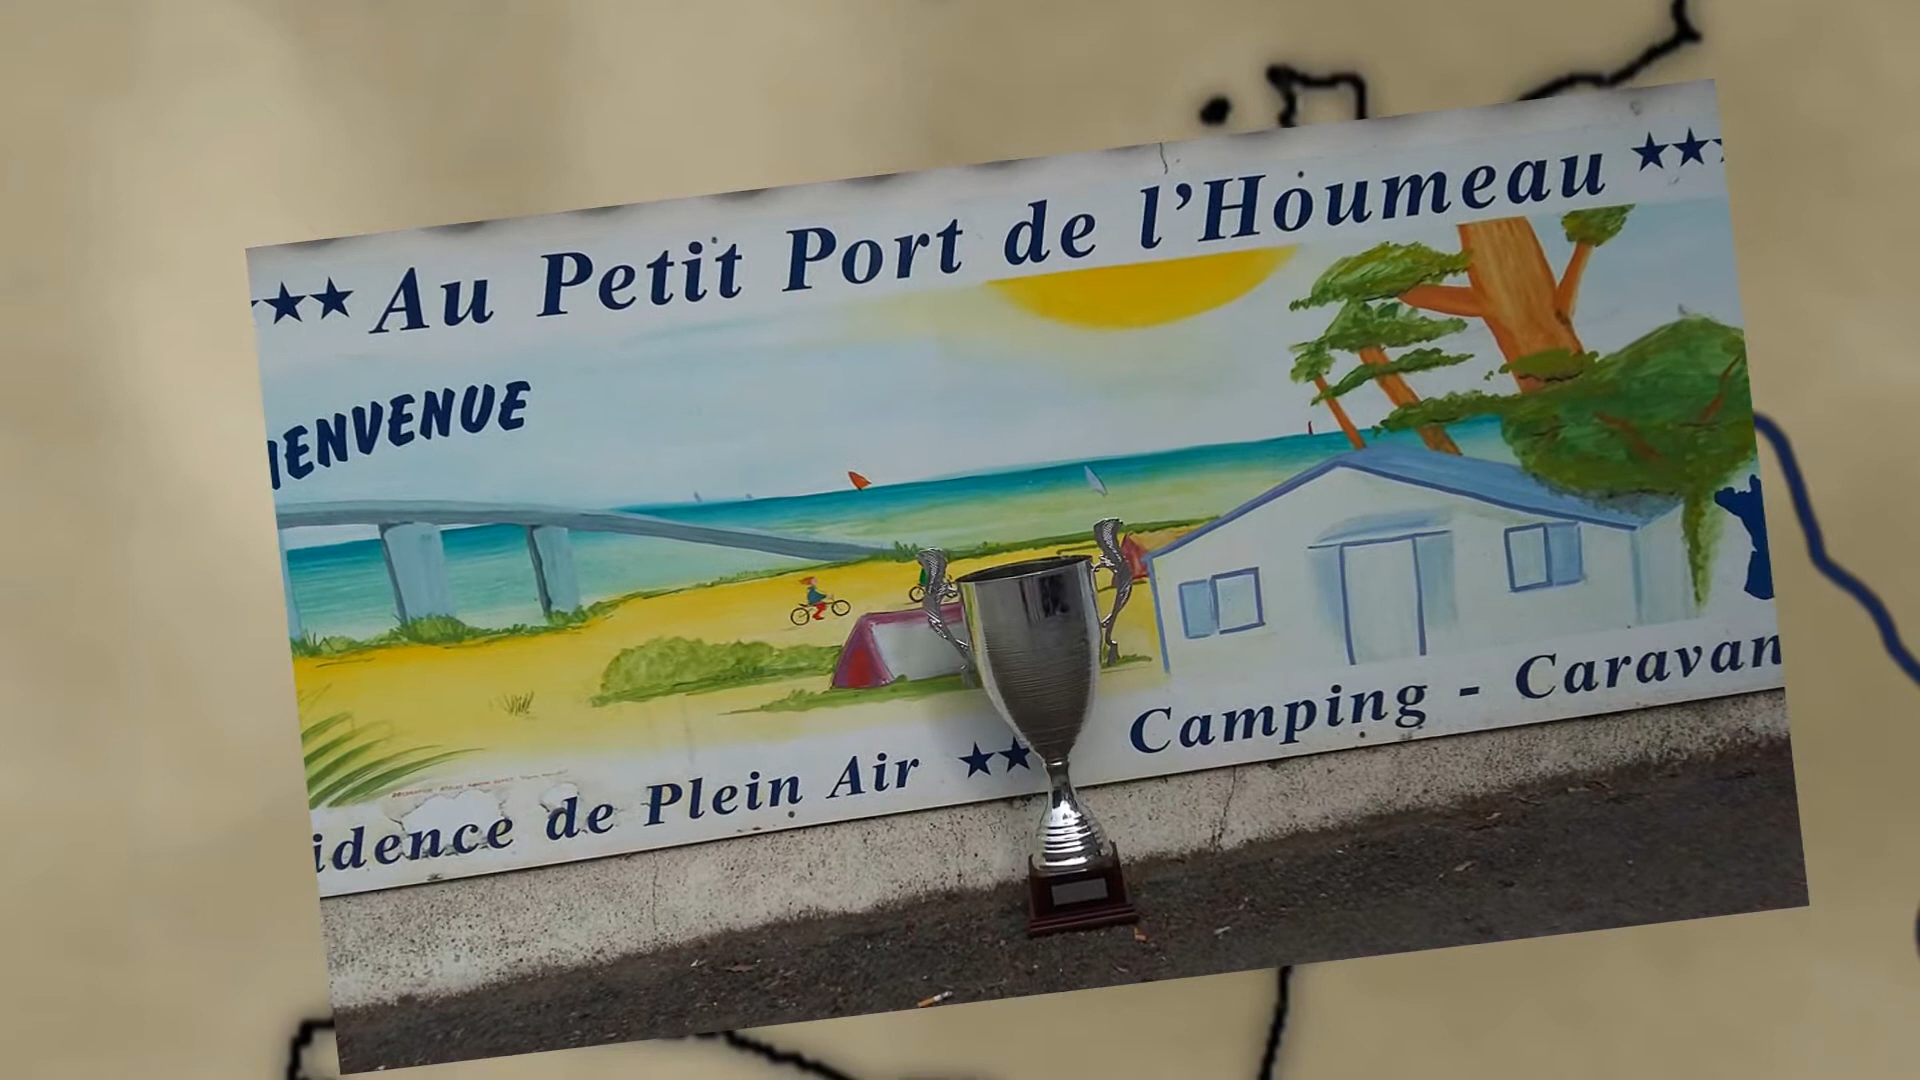 Au Petit Port de l'Houmeau
IENVENUE
idence de Plein Air
Camping - Caravan